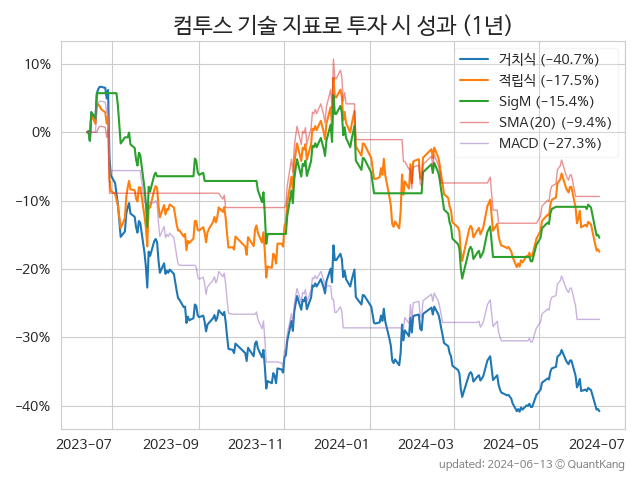 컴투스 기술 지표로 투자 시 성과 (1년)
거치식 (−40.7%)
적립식 (−17.5%)
SigM (−15.4%)
SMA(20) (−9.4%)
MACD (−27.3%)
10%
0%
−10%
−20%
−30%
−40%
2023-07
2023-09
2023-11
2024-01
2024-03
2024-05
2024-07
updated: 2024-06-13 ⓒ QuantKang